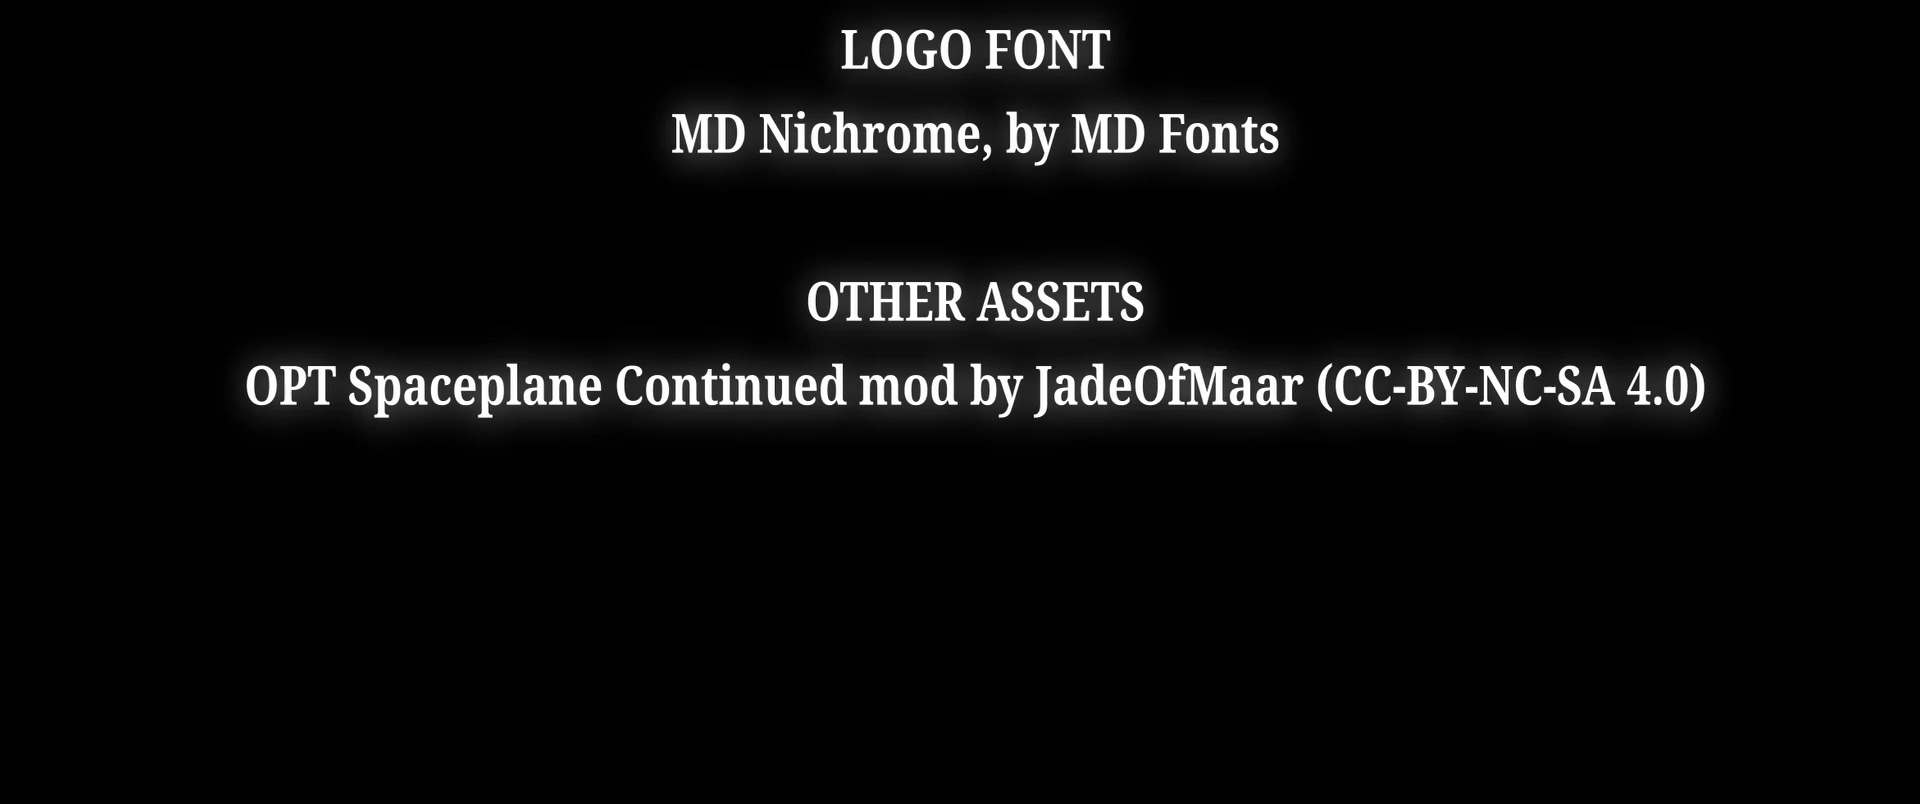 LOGO FONT
MD Nichrome, by MD Fonts
OTHER ASSETS
OPT Spaceplane Continued mod by JadeOfMaar (CC-BY-NC-SA 4.0)